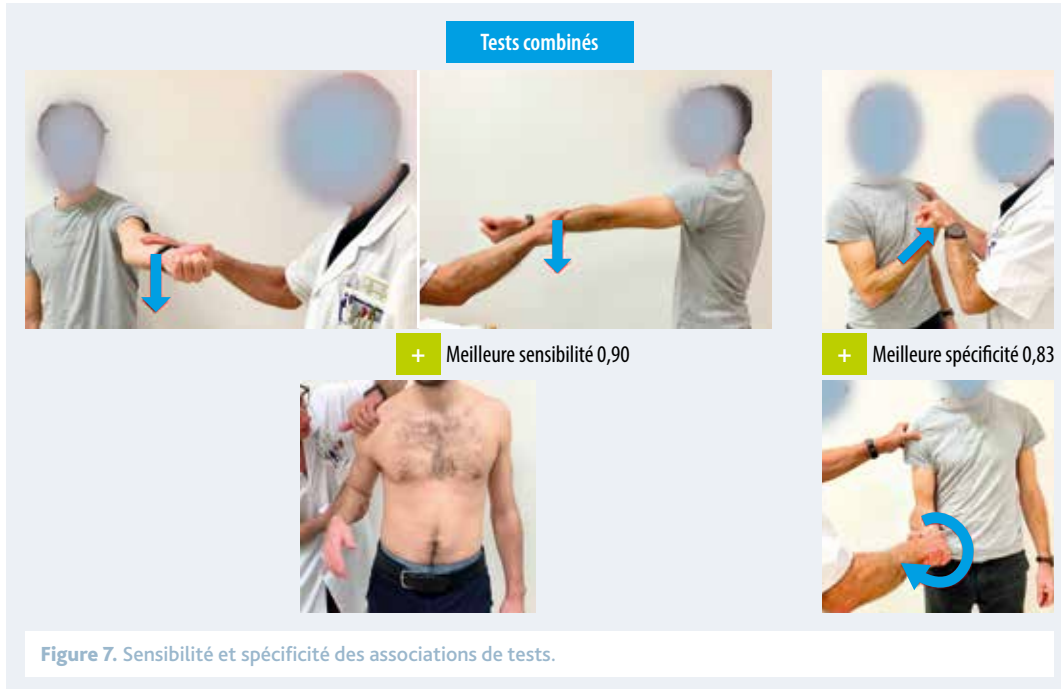 Tests combinés
+ Meilleure sensibilité 0,90
+ Meilleure spécificité 0,83
Figure 7. Sensibilité et spécificité des associations de tests.